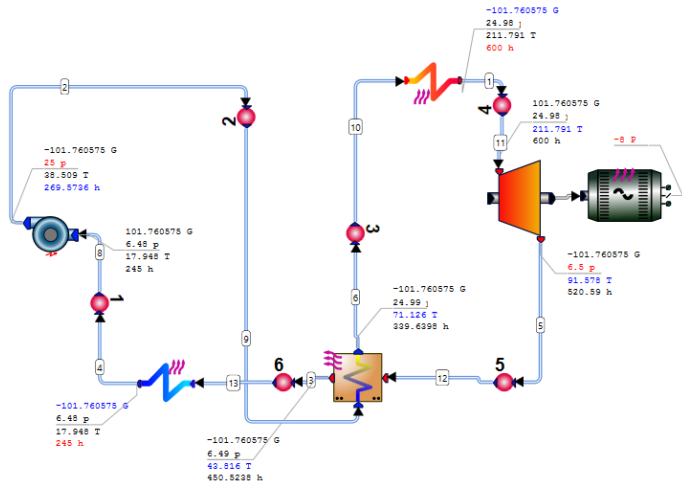 -101.760575 G
24.98 j
211.791 T
600 h
2
1
4
101.760575 G
24.98 j
211.791 T
600 h
2
10
11
-8 P
-101.760575 G
25 p
38.509 T
269.5736 h
101.760575 G
6.48 p
17.948 T
245 h
3
-101.760575 G
6.5 p
91.578 T
520.59 h
8
-101.760575 G
24.99 j
71.126 T
339.6398 h
6
1
5
9
4
13
6
3
12
5
-101.760575 G
6.48 p
17.948 T
245 h
-101.760575 G
6.49 p
43.816 T
450.5238 h